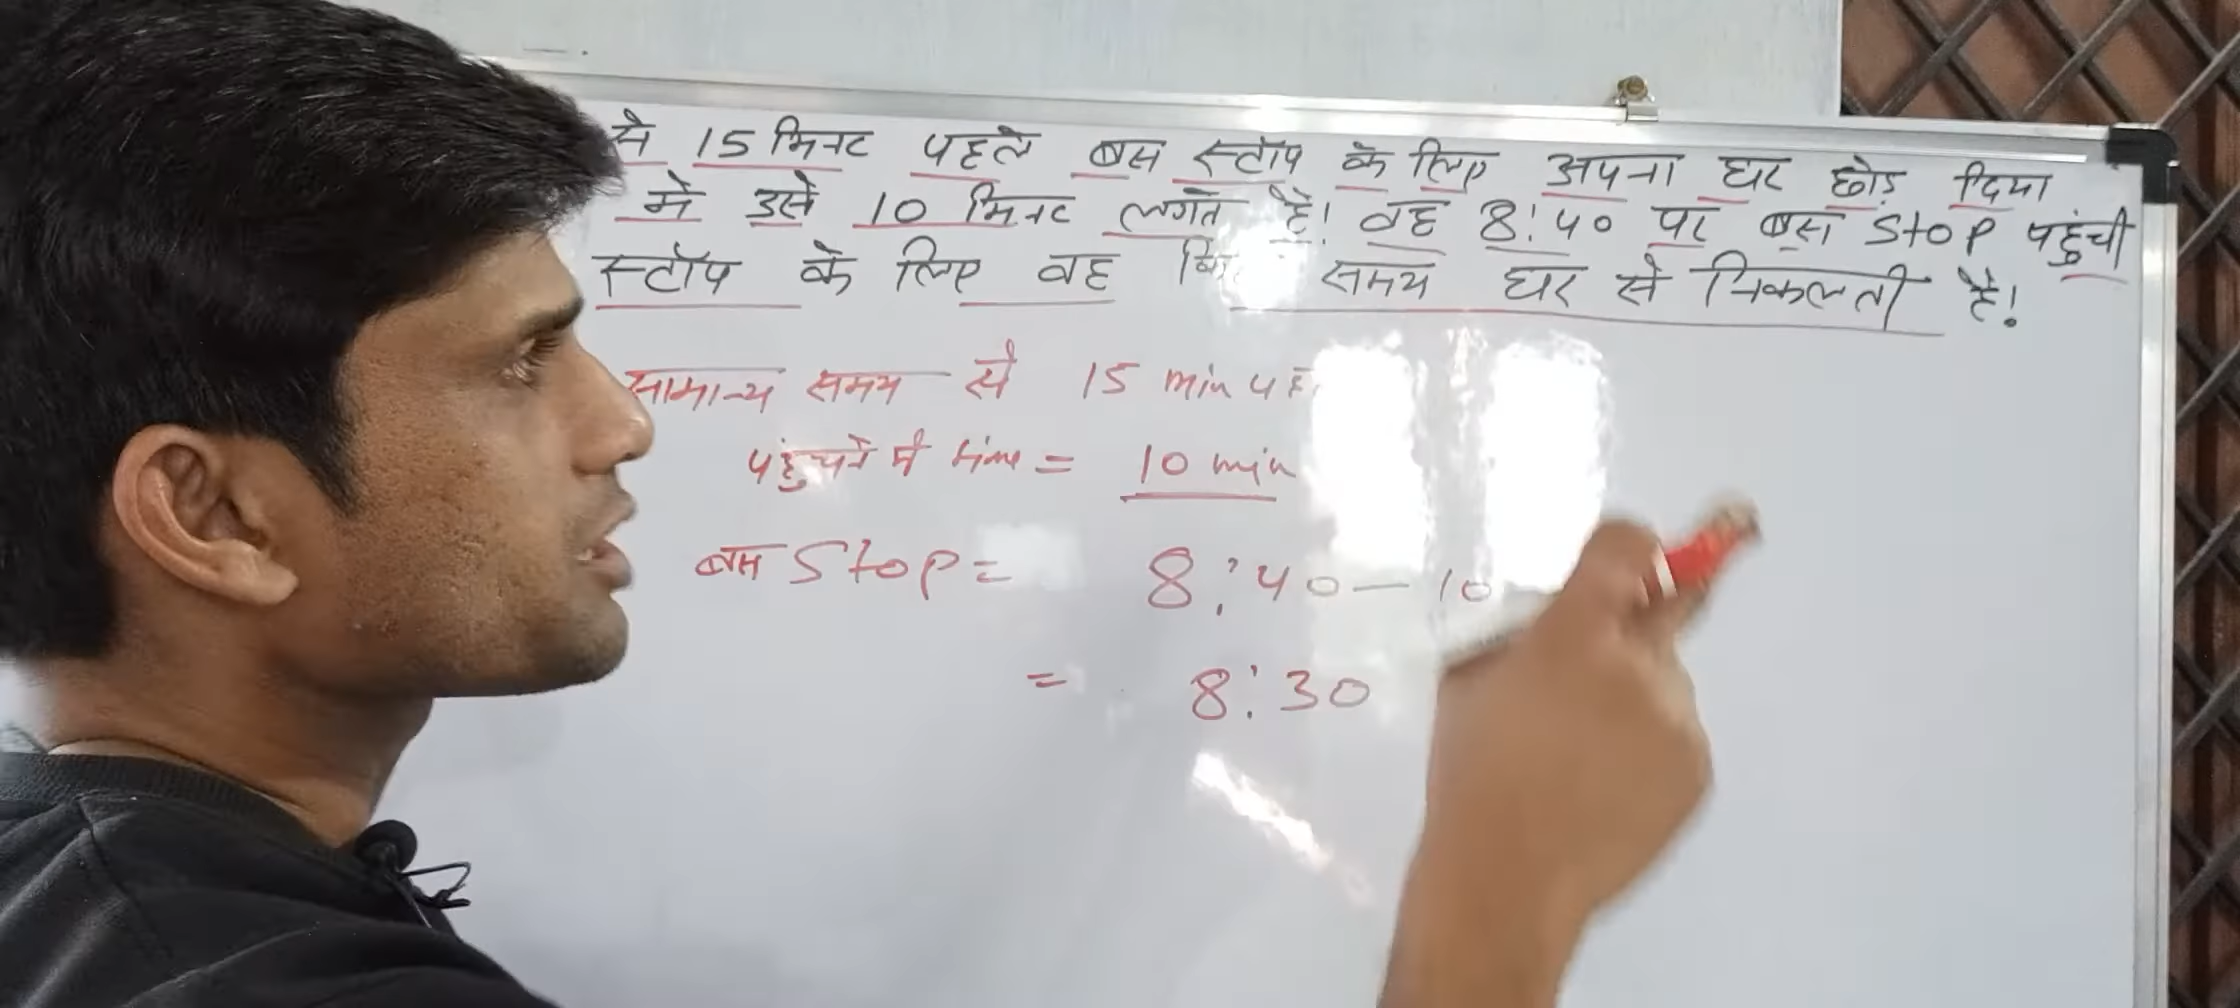 से 15 मिनट पहले बस स्टॉप के लिए अपना घर छोड़ दिया
में उसे 10 मिनट लगते है! वह 8:40 पर बस Stop पहुंची
स्टॉप के लिए वह समय घर से निकलती है!
सामान्य समय से 15 min
पहुंचने में time = 10 min
बस Stop = 8:40 - 10
= 8:30